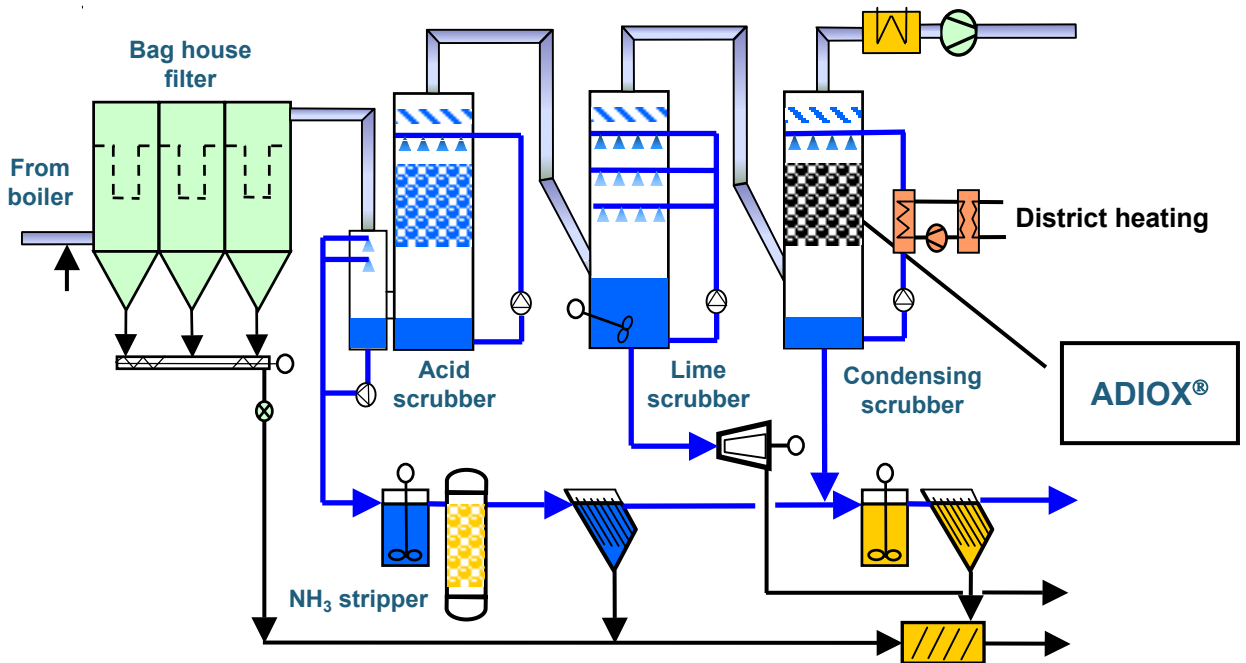 Bag house
filter
From
boiler
District heating
Acid
scrubber
Lime
scrubber
Condensing
scrubber
ADIOX®
NH₃ stripper